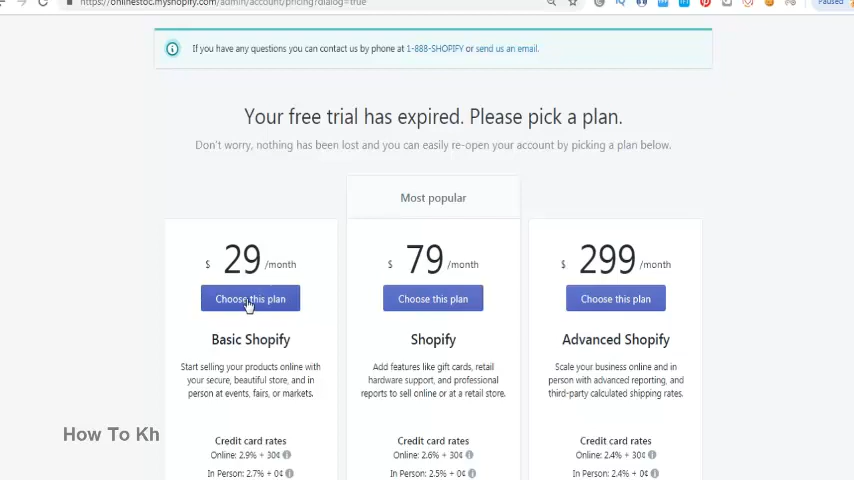 https://onlinestoc.myshopify.com/admin/account/pricing?dialog=true
Paused
If you have any questions you can contact us by phone at 1-888-SHOPIFY or send us an email.
Your free trial has expired. Please pick a plan.
Don't worry, nothing has been lost and you can easily re-open your account by picking a plan below.
Most popular
$ 29 /month
Choose this plan
Basic Shopify
Start selling your products online with
your secure, beautiful store, and in
person at events, fairs, or markets.
Credit card rates
Online: 2.9% + 30¢
In Person: 2.7% + 0¢
$ 79 /month
Choose this plan
Shopify
Add features like gift cards, retail
hardware support, and professional
reports to sell online or at a retail store.
Credit card rates
Online: 2.6% + 30¢
In Person: 2.5% + 0¢
$ 299 /month
Choose this plan
Advanced Shopify
Scale your business online and in
person with advanced reporting, and
third-party calculated shipping rates.
Credit card rates
Online: 2.4% + 30¢
In Person: 2.4% + 0¢
How To Kh